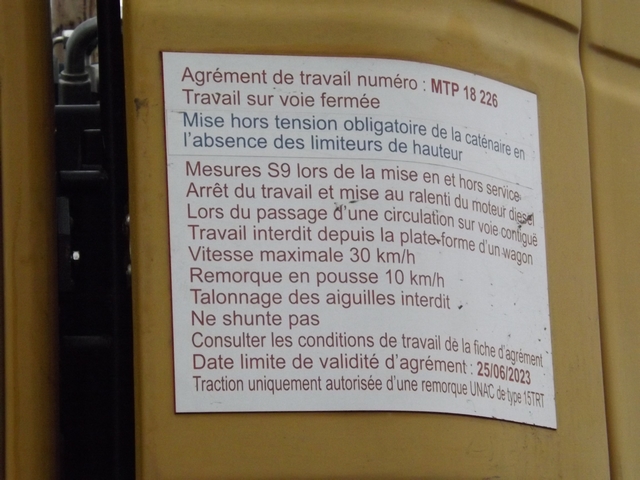 Agrément de travail numéro : MTP 18 226
Travail sur voie fermée
Mise hors tension obligatoire de la caténaire en
l'absence des limiteurs de hauteur
Mesures S9 lors de la mise en et hors service
Arrêt du travail et mise au ralenti du moteur diesel
Lors du passage d'une circulation sur voie contiguë
Travail interdit depuis la plate-forme d'un wagon
Vitesse maximale 30 km/h
Remorque en pousse 10 km/h
Talonnage des aiguilles interdit
Ne shunte pas
Consulter les conditions de travail de la fiche d'agrément
Date limite de validité d'agrément : 25/06/2023
Traction uniquement autorisée d'une remorque UNAC de type 15TRT